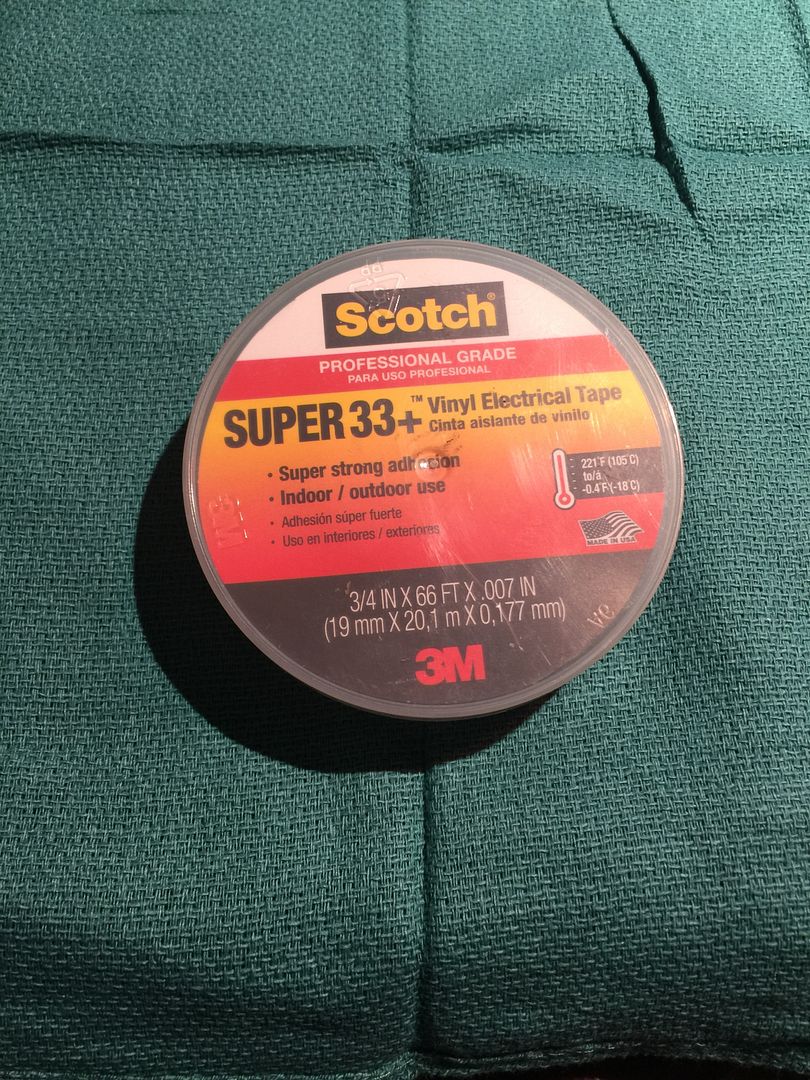 Scotch®
PROFESSIONAL GRADE
PARA USO PROFESIONAL
SUPER 33+™ Vinyl Electrical Tape
Cinta aislante de vinilo
• Super strong adhesion
• Indoor / outdoor use
• Adhesión súper fuerte
• Uso en interiores / exteriores
221˚F (105˚C)
to/à
-0.4˚F (-18˚C)
MADE IN USA
3/4 IN X 66 FT X .007 IN
(19 mm X 20,1 m X 0,177 mm)
3M